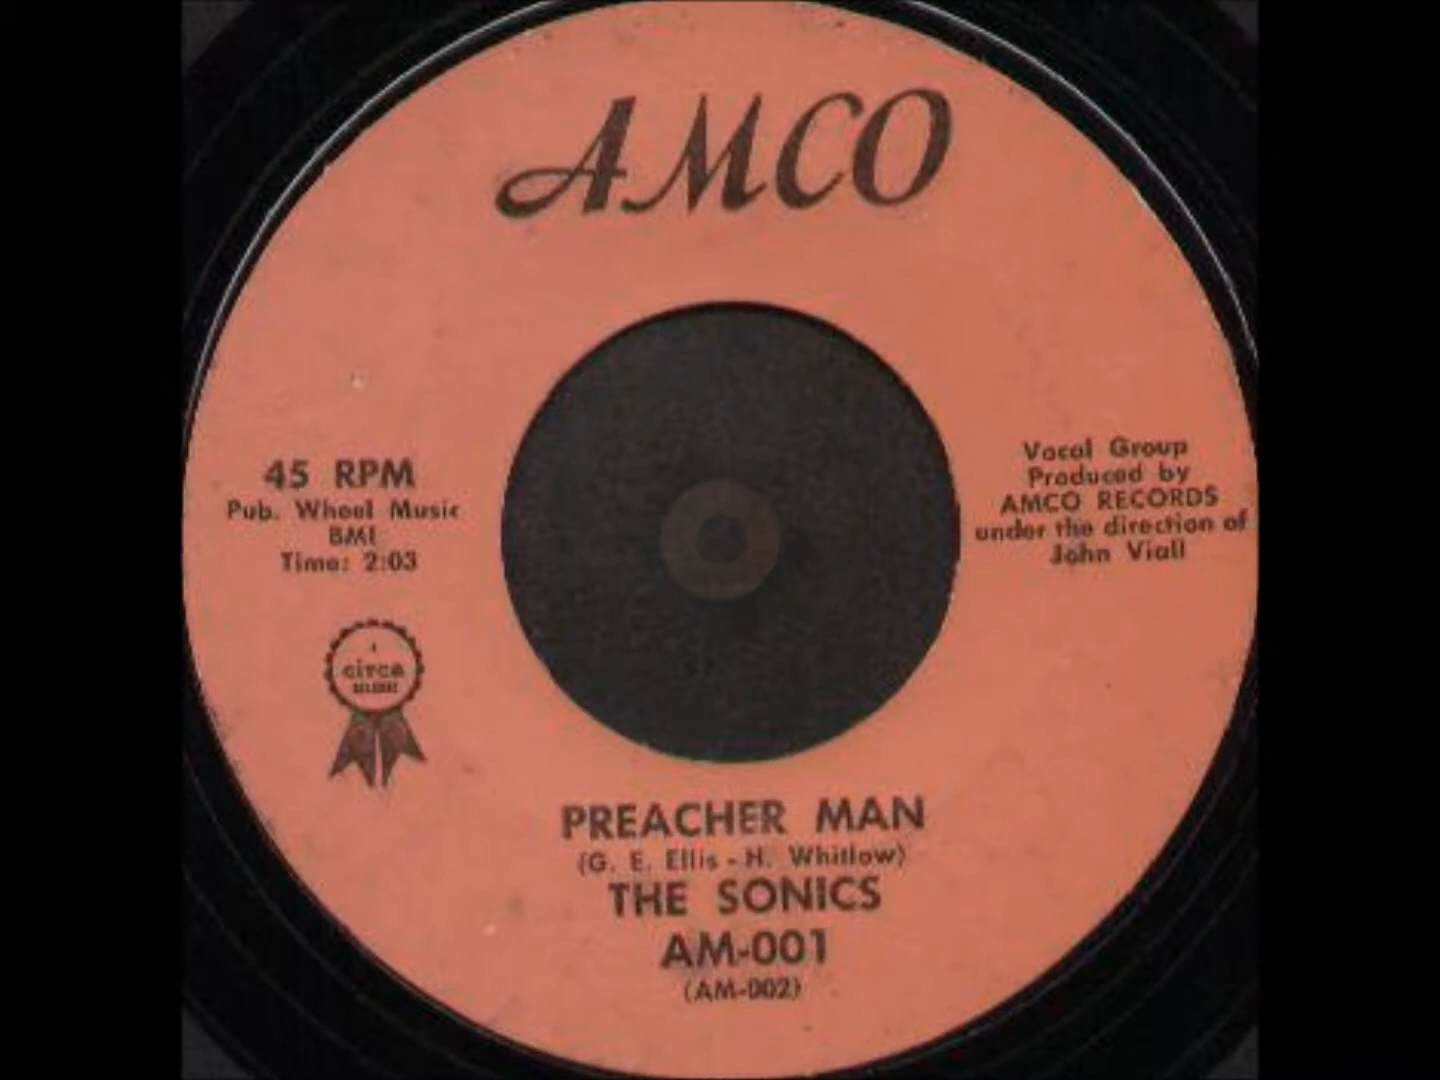 AMCO
45 RPM
Pub. Wheel Music
BMI
Time: 2:03
Vocal Group
Produced by
AMCO RECORDS
under the direction of
John Viall
circa
PREACHER MAN
(G. E. Ellis - H. Whitlow)
THE SONICS
AM-001
(AM-002)